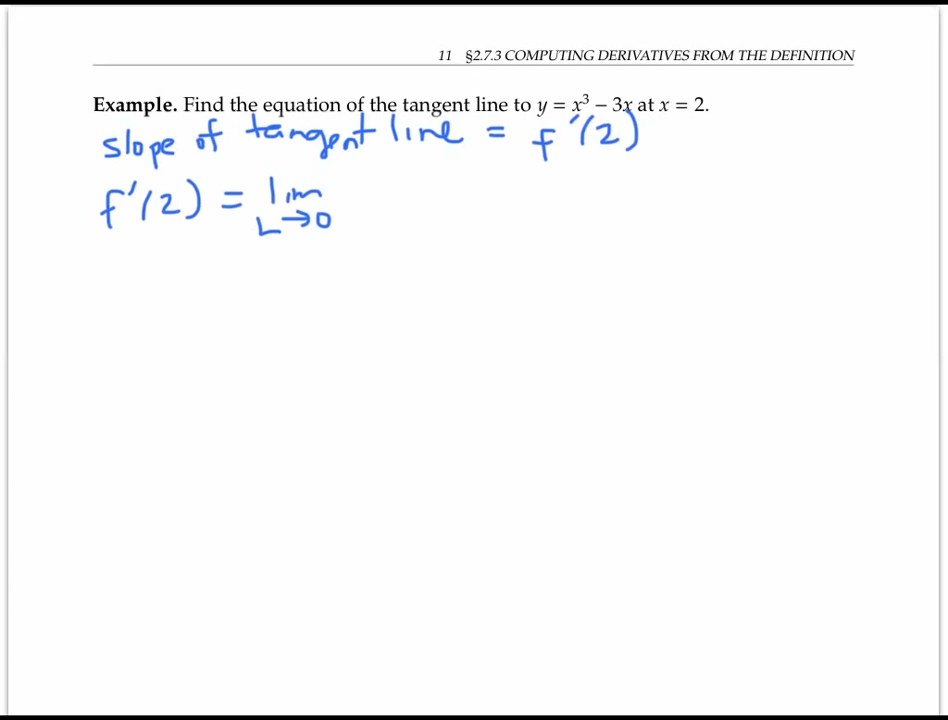 11 §2.7.3 COMPUTING DERIVATIVES FROM THE DEFINITION
Example. Find the equation of the tangent line to y = x³ − 3x at x = 2.
slope of tangent line = f'(2)
f'(2) = lim
h→0